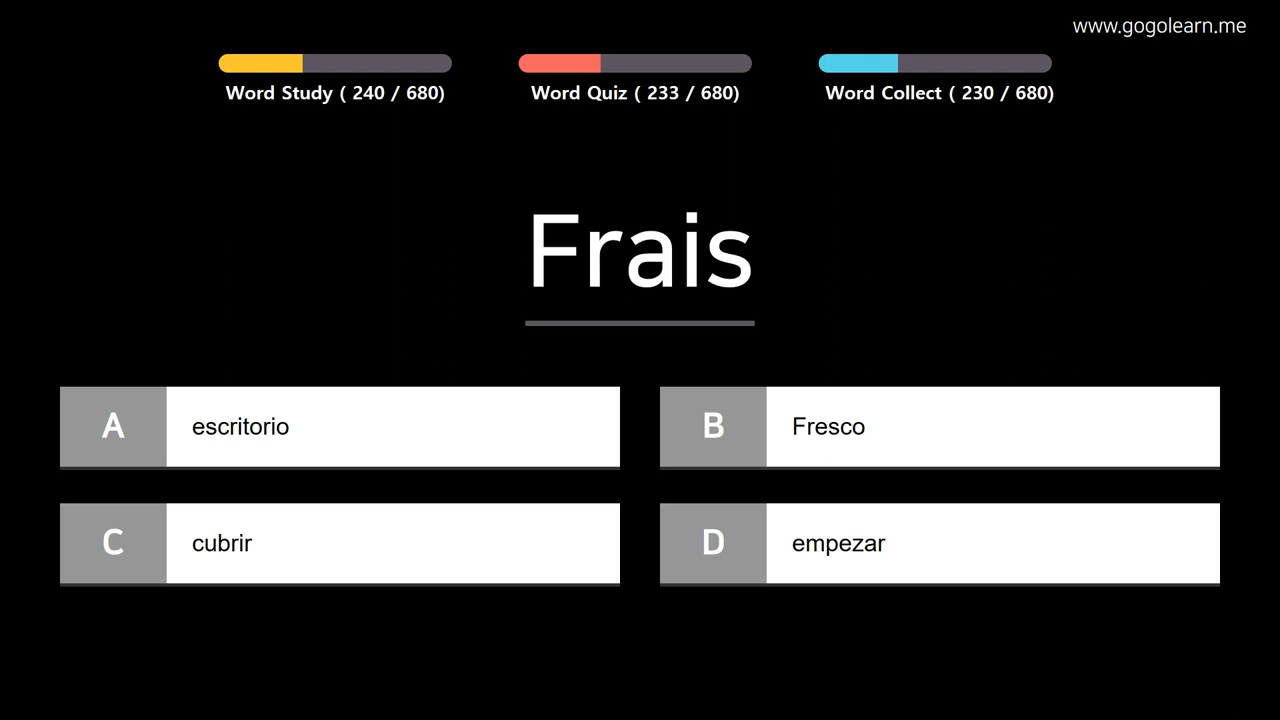 www.gogolearn.me
Word Study ( 240 / 680)
Word Quiz ( 233 / 680)
Word Collect ( 230 / 680)
Frais
A escritorio
B Fresco
C cubrir
D empezar